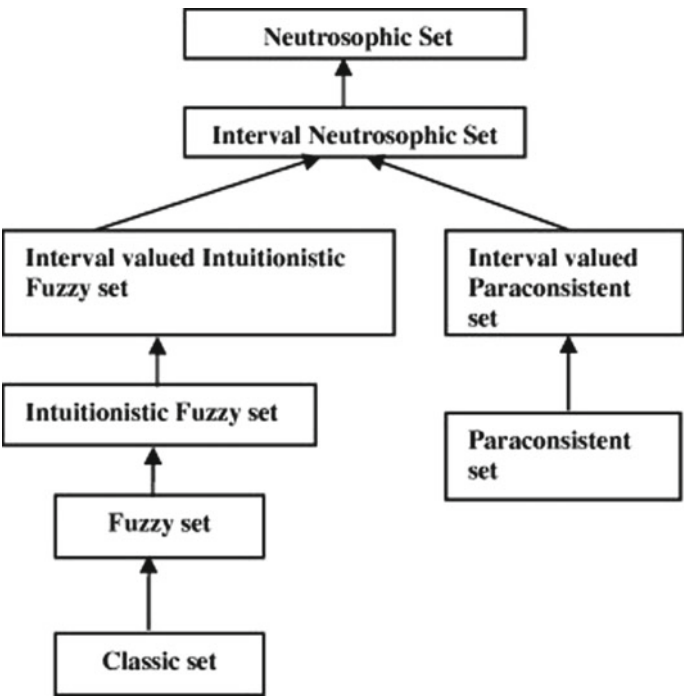 Neutrosophic Set
Interval Neutrosophic Set
Interval valued Intuitionistic
Fuzzy set
Interval valued
Paraconsistent
set
Intuitionistic Fuzzy set
Paraconsistent
set
Fuzzy set
Classic set